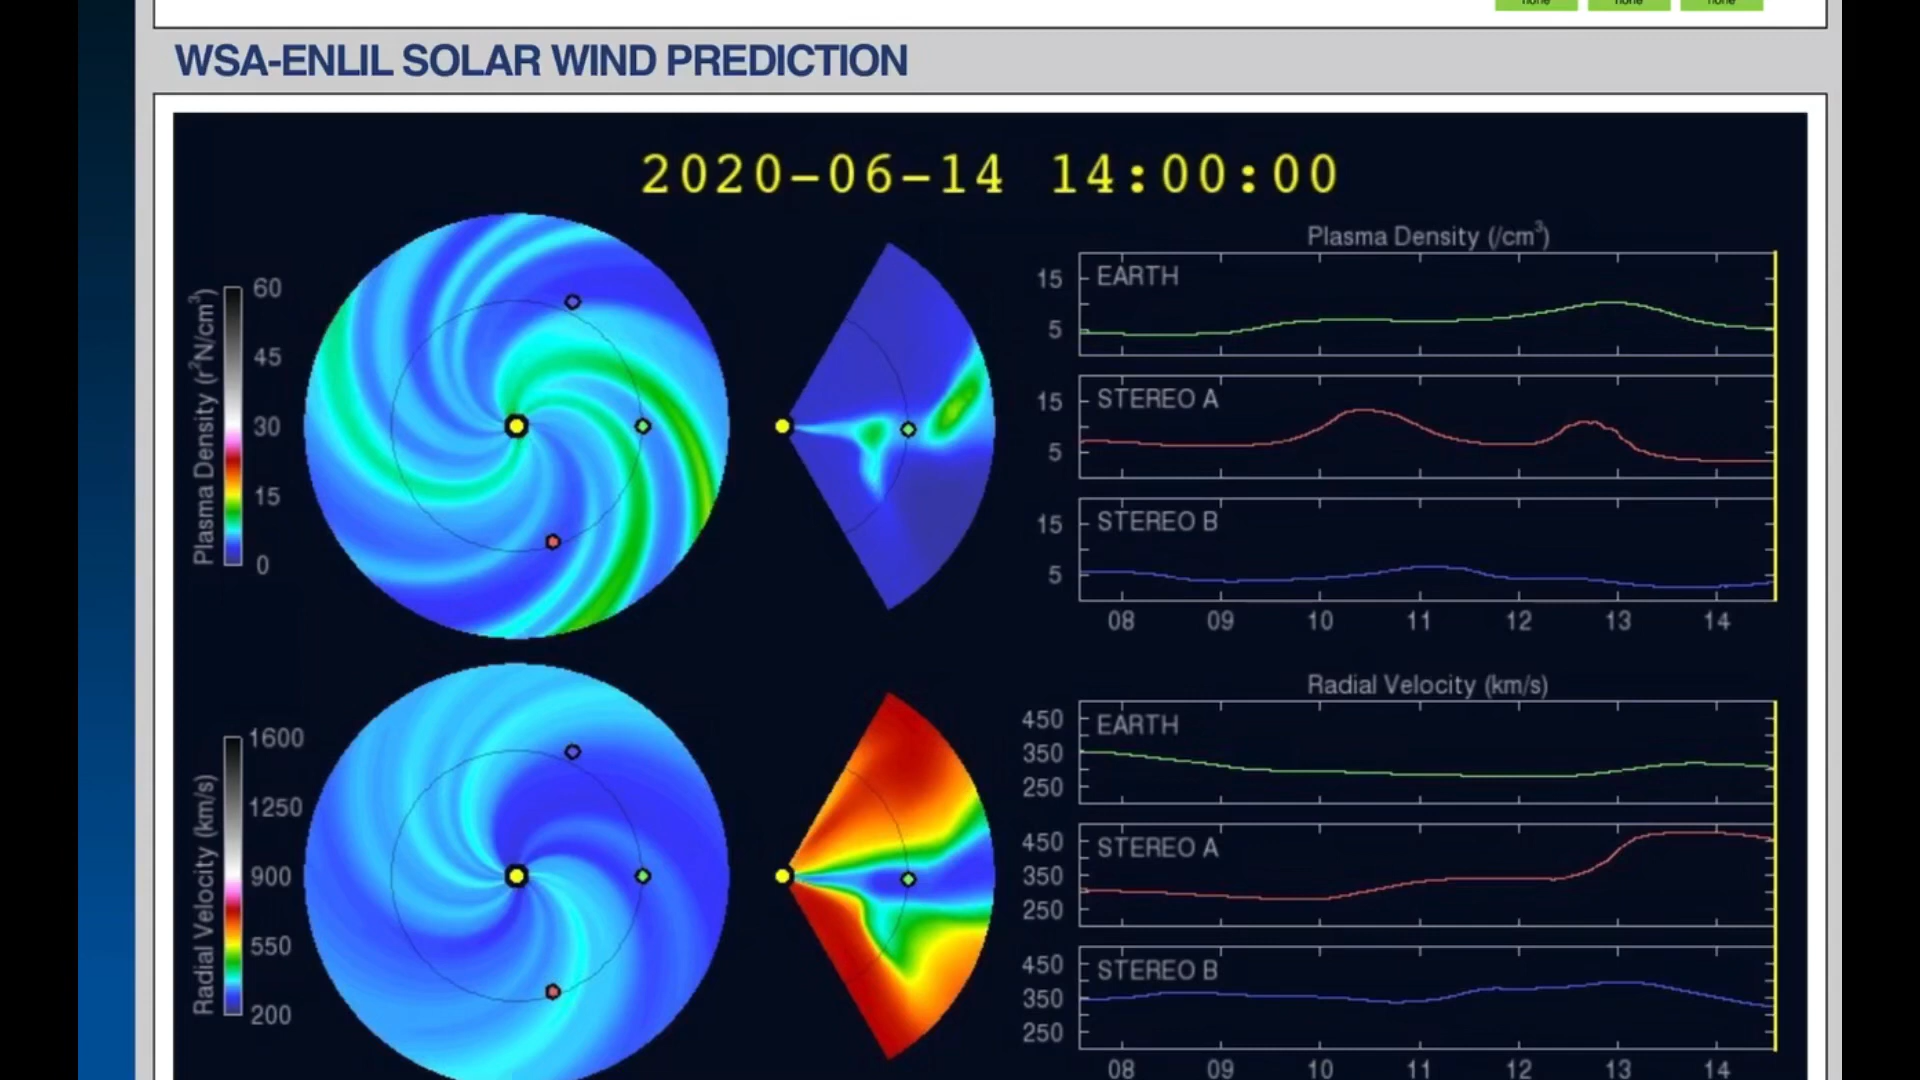 none none none
WSA-ENLIL SOLAR WIND PREDICTION
2020-06-14 14:00:00
Plasma Density (r²N/cm³)
60
45
30
15
0
Plasma Density (/cm³)
EARTH
15
5
STEREO A
15
5
STEREO B
15
5
08 09 10 11 12 13 14
Radial Velocity (km/s)
1600
1250
900
550
200
Radial Velocity (km/s)
EARTH
450
350
250
STEREO A
450
350
250
STEREO B
450
350
250
08 09 10 11 12 13 14